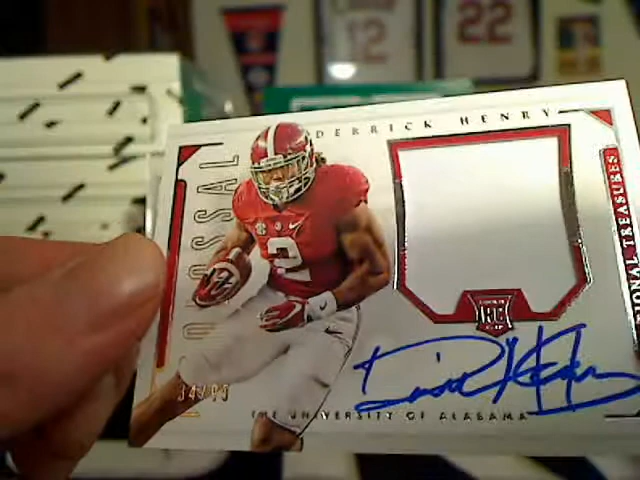 12
22
DERRICK HENRY
COLOSSAL
2
NATIONAL TREASURES
RC
34/99
THE UNIVERSITY OF ALABAMA